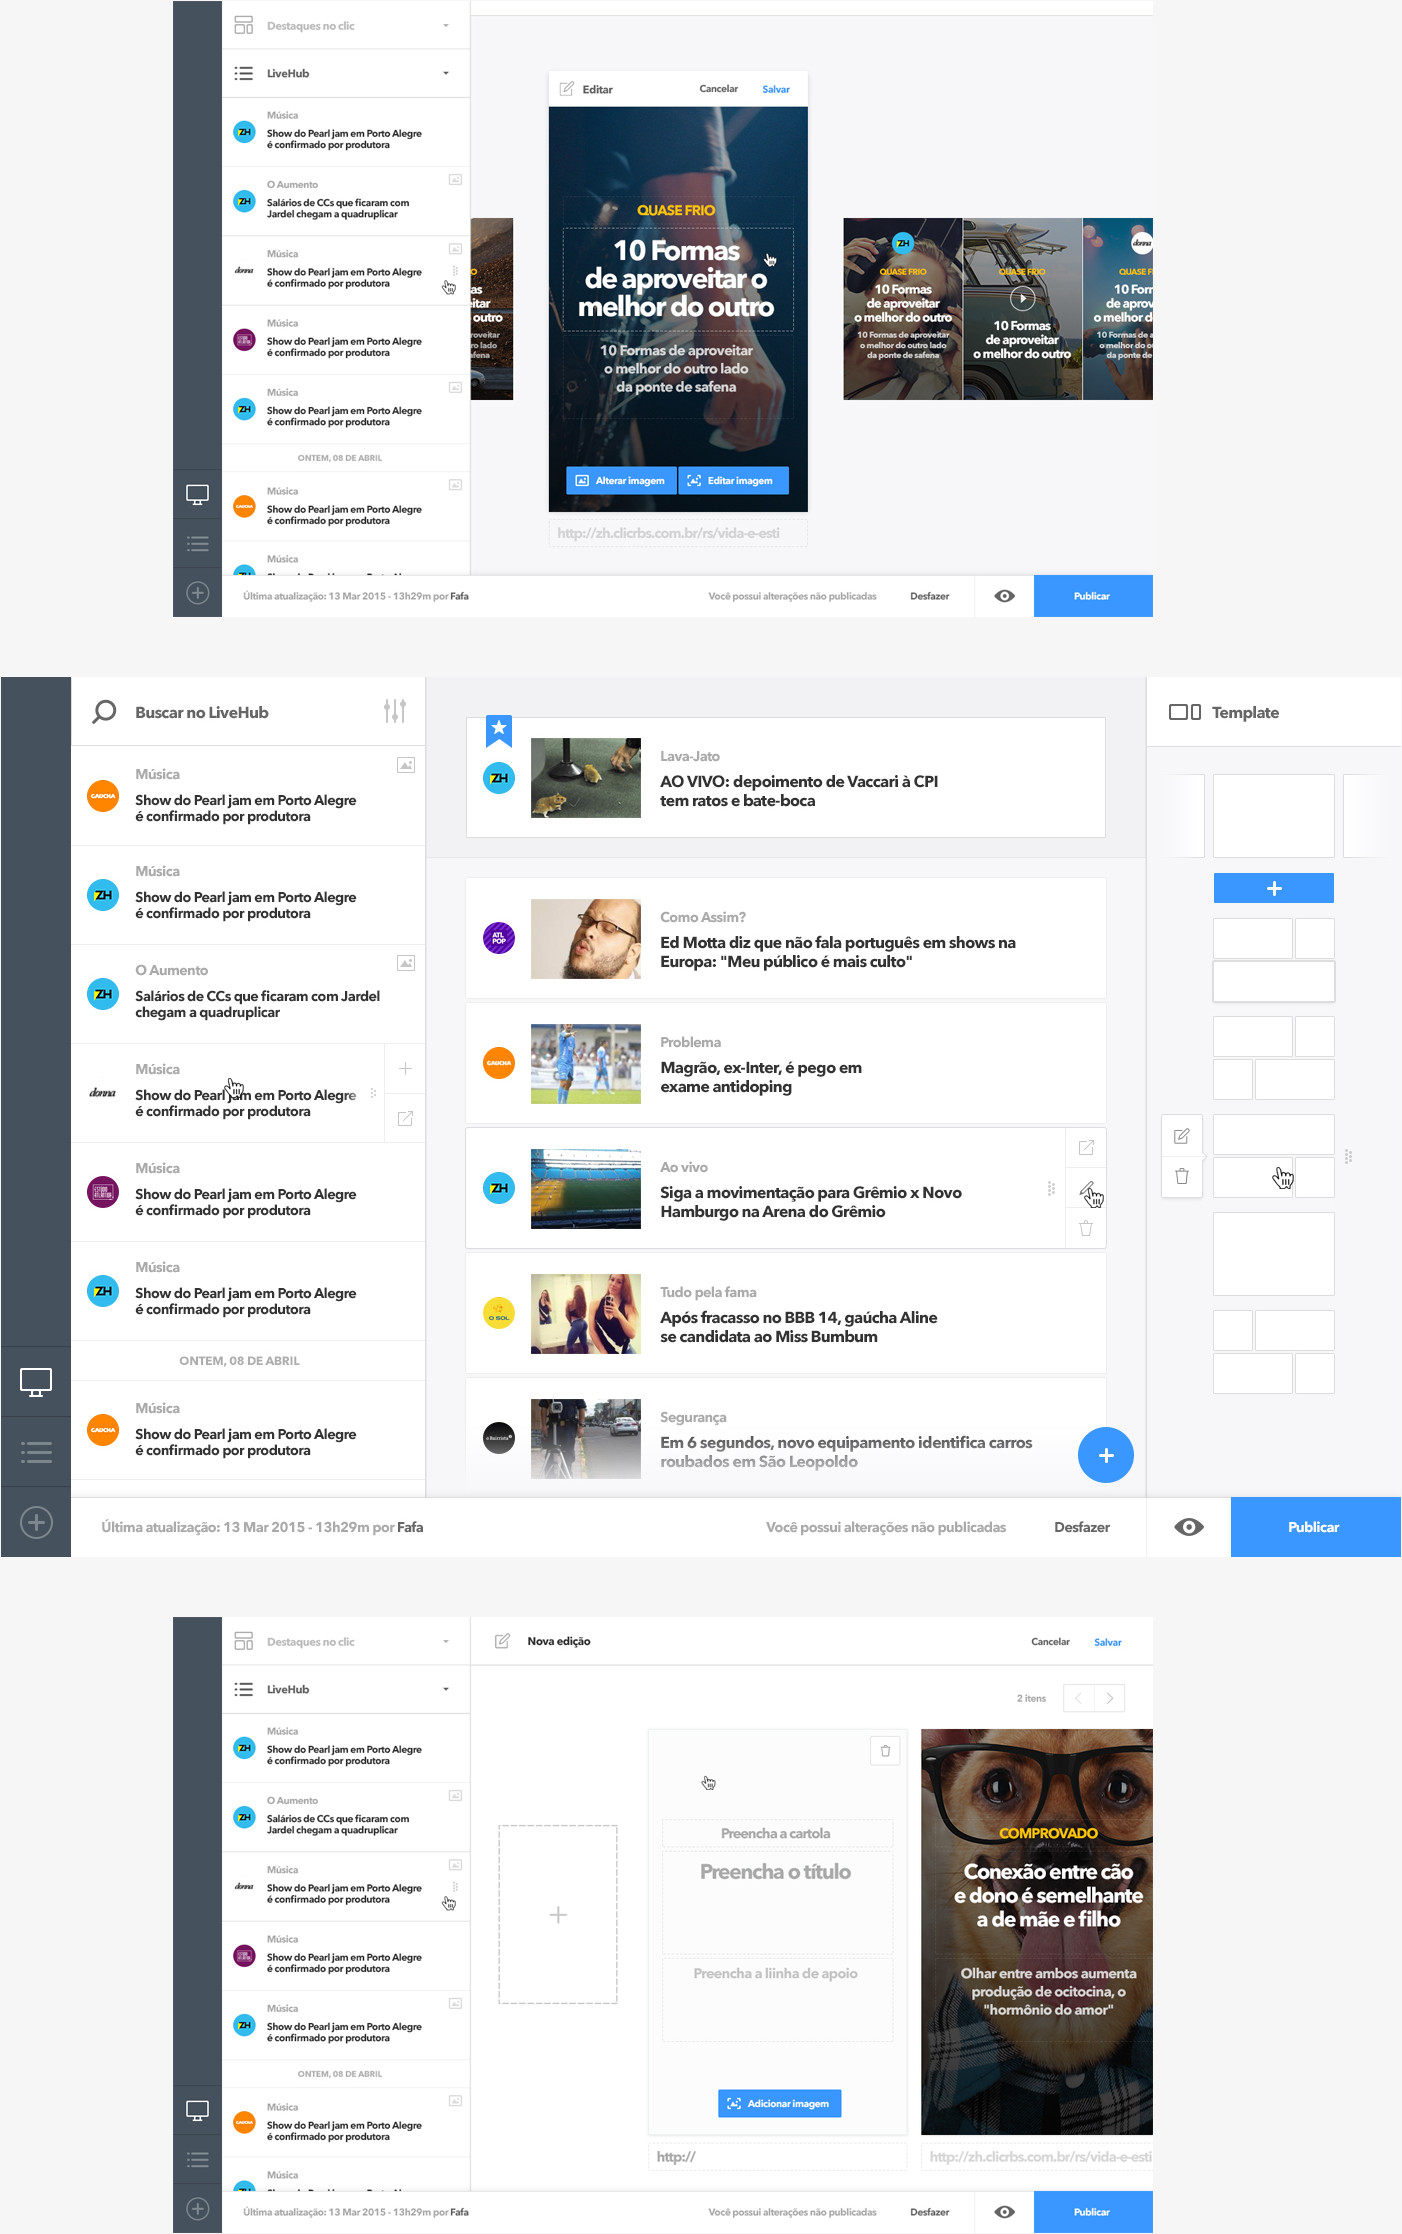 Destaques no clic
LiveHub
Música
Show do Pearl jam em Porto Alegre
é confirmado por produtora
O Aumento
Salários de CCs que ficaram com
Jardel chegam a quadruplicar
Música
Show do Pearl jam em Porto Alegre
é confirmado por produtora
Música
Show do Pearl jam em Porto Alegre
é confirmado por produtora
Música
Show do Pearl jam em Porto Alegre
é confirmado por produtora
ONTEM, 08 DE ABRIL
Música
Show do Pearl jam em Porto Alegre
é confirmado por produtora
Música
ZH
ZH
donna
ZH
GAÚCHA
Editar
Cancelar
Salvar
QUASE FRIO
10 Formas
de aproveitar o
melhor do outro
10 Formas de aproveitar
o melhor do outro lado
da ponte de safena
Alterar imagem
Editar imagem
http://zh.clicrbs.com.br/rs/vida-e-esti
outro
ZH
QUASE FRIO
10 Formas
de aproveitar
o melhor do outro
10 Formas de aproveitar
o melhor do outro lado
da ponte de safena
QUASE FRIO
10 Formas
de aproveitar
o melhor do outro
donna
QUASE F
10 For
de aprov
o melhor do
10 Formas de a
o melhor do o
da ponte de
Última atualização: 13 Mar 2015 - 13h29m por Fafa
Você possui alterações não publicadas
Desfazer
Publicar
Buscar no LiveHub
GAÚCHA
Música
Show do Pearl jam em Porto Alegre
é confirmado por produtora
ZH
Música
Show do Pearl jam em Porto Alegre
é confirmado por produtora
ZH
O Aumento
Salários de CCs que ficaram com Jardel
chegam a quadruplicar
donna
Música
Show do Pearl jam em Porto Alegre
é confirmado por produtora
Música
Show do Pearl jam em Porto Alegre
é confirmado por produtora
ZH
Música
Show do Pearl jam em Porto Alegre
é confirmado por produtora
ONTEM, 08 DE ABRIL
GAÚCHA
Música
Show do Pearl jam em Porto Alegre
é confirmado por produtora
ZH
Lava-Jato
AO VIVO: depoimento de Vaccari à CPI
tem ratos e bate-boca
ATL
POP
Como Assim?
Ed Motta diz que não fala português em shows na
Europa: "Meu público é mais culto"
GAÚCHA
Problema
Magrão, ex-Inter, é pego em
exame antidoping
ZH
Ao vivo
Siga a movimentação para Grêmio x Novo
Hamburgo na Arena do Grêmio
O SOL
Tudo pela fama
Após fracasso no BBB 14, gaúcha Aline
se candidata ao Miss Bumbum
Segurança
Em 6 segundos, novo equipamento identifica carros
roubados em São Leopoldo
Template
Última atualização: 13 Mar 2015 - 13h29m por Fafa
Você possui alterações não publicadas
Desfazer
Publicar
Destaques no clic
LiveHub
ZH
Música
Show do Pearl jam em Porto Alegre
é confirmado por produtora
ZH
O Aumento
Salários de CCs que ficaram com
Jardel chegam a quadruplicar
donna
Música
Show do Pearl jam em Porto Alegre
é confirmado por produtora
Música
Show do Pearl jam em Porto Alegre
é confirmado por produtora
ZH
Música
Show do Pearl jam em Porto Alegre
é confirmado por produtora
ONTEM, 08 DE ABRIL
GAÚCHA
Música
Show do Pearl jam em Porto Alegre
é confirmado por produtora
Música
Nova edição
Cancelar
Salvar
2 itens
Preencha a cartola
Preencha o título
Preencha a liinha de apoio
Adicionar imagem
http://
COMPROVADO
Conexão entre cão
e dono é semelhante
a de mãe e filho
Olhar entre ambos aumenta
produção de ocitocina, o
"hormônio do amor"
http://zh.clicrbs.com.br/rs/vida-e-esti
Última atualização: 13 Mar 2015 - 13h29m por Fafa
Você possui alterações não publicadas
Desfazer
Publicar